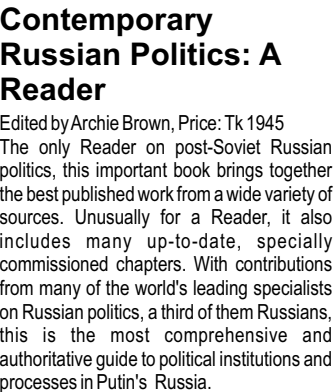 Contemporary
Russian Politics: A
Reader
Edited by Archie Brown, Price: Tk 1945
The only Reader on post-Soviet Russian
politics, this important book brings together
the best published work from a wide variety of
sources. Unusually for a Reader, it also
includes many up-to-date, specially
commissioned chapters. With contributions
from many of the world's leading specialists
on Russian politics, a third of them Russians,
this is the most comprehensive and
authoritative guide to political institutions and
processes in Putin's Russia.